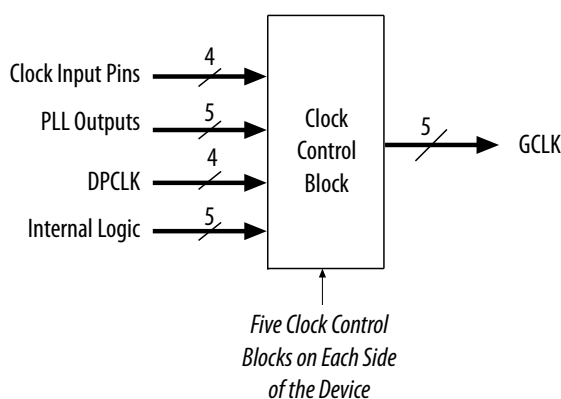 Clock Input Pins
4
PLL Outputs
5
DPCLK
4
Internal Logic
5
Clock
Control
Block
5
GCLK
Five Clock Control
Blocks on Each Side
of the Device